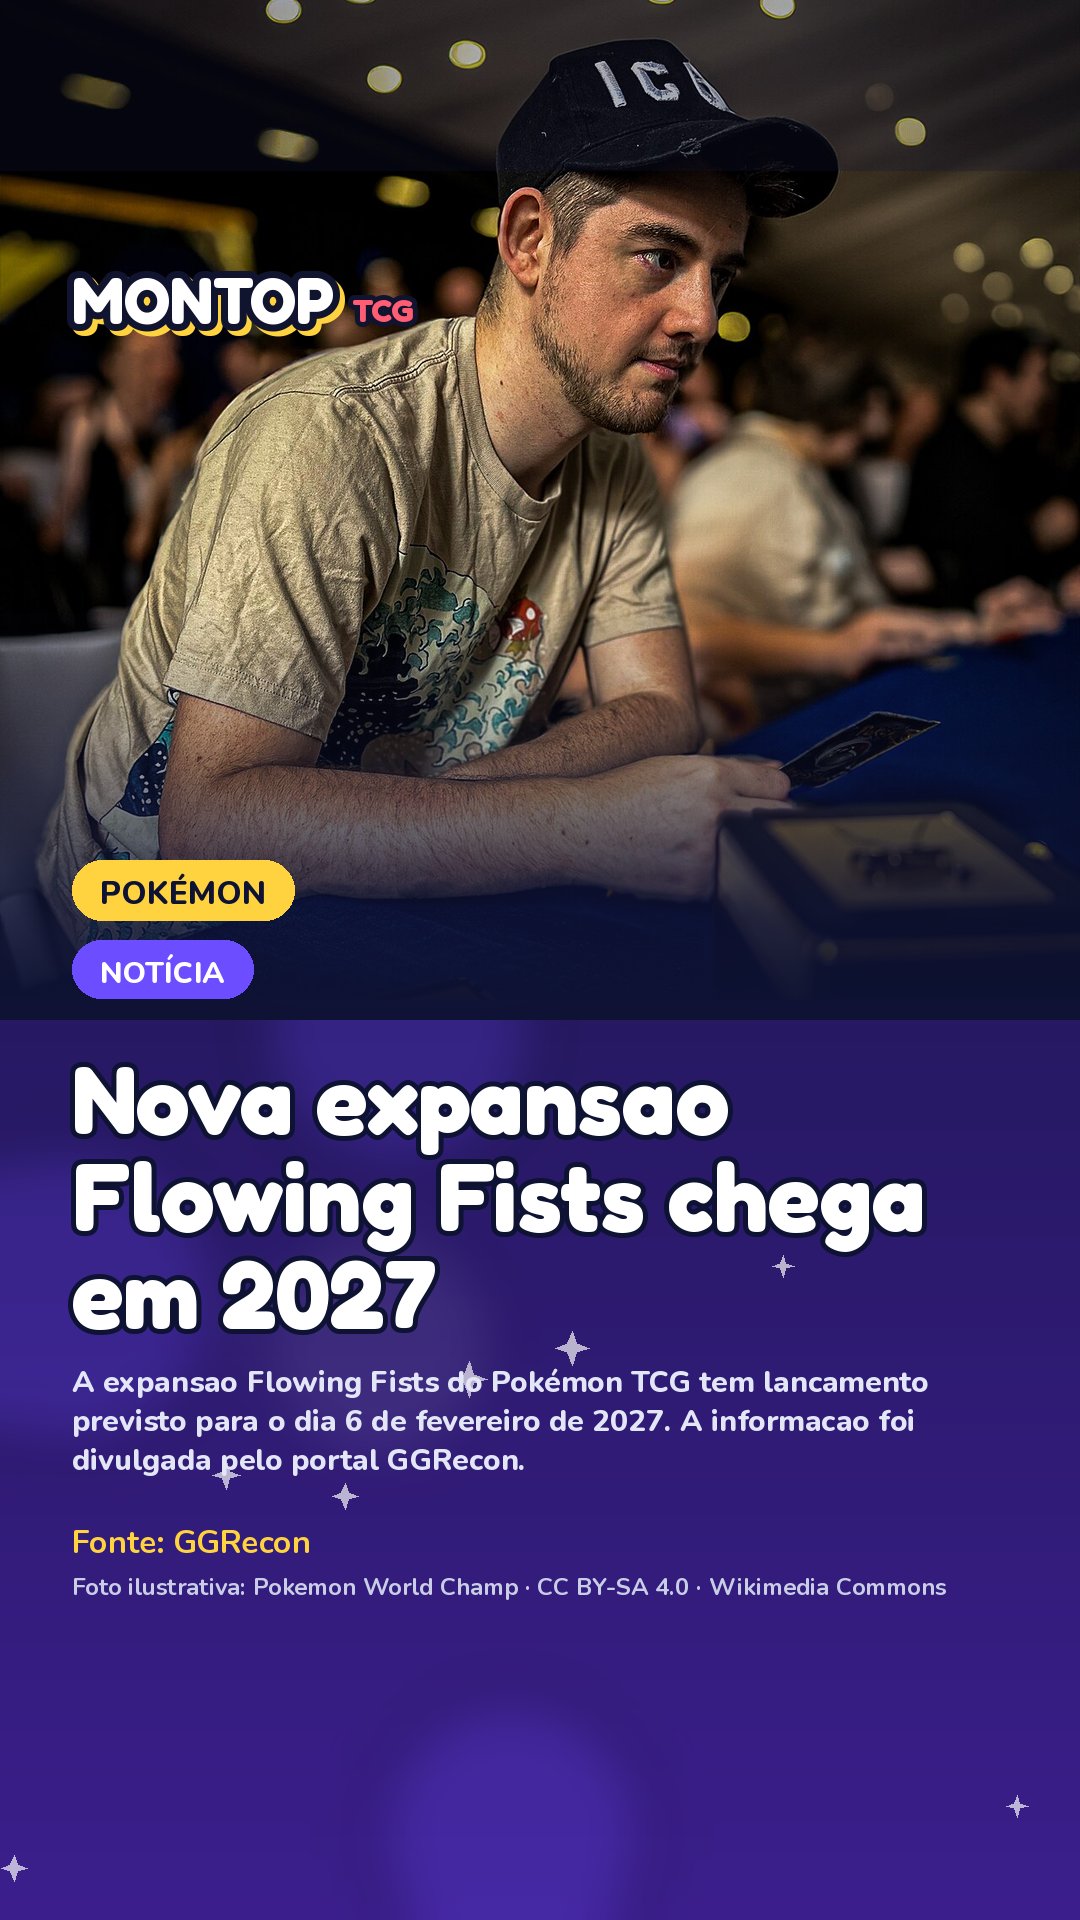 ICG
MONTOP TCG
POKÉMON
NOTÍCIA
Nova expansao
Flowing Fists chega
em 2027
A expansao Flowing Fists do Pokémon TCG tem lancamento
previsto para o dia 6 de fevereiro de 2027. A informacao foi
divulgada pelo portal GGRecon.
Fonte: GGRecon
Foto ilustrativa: Pokemon World Champ · CC BY-SA 4.0 · Wikimedia Commons